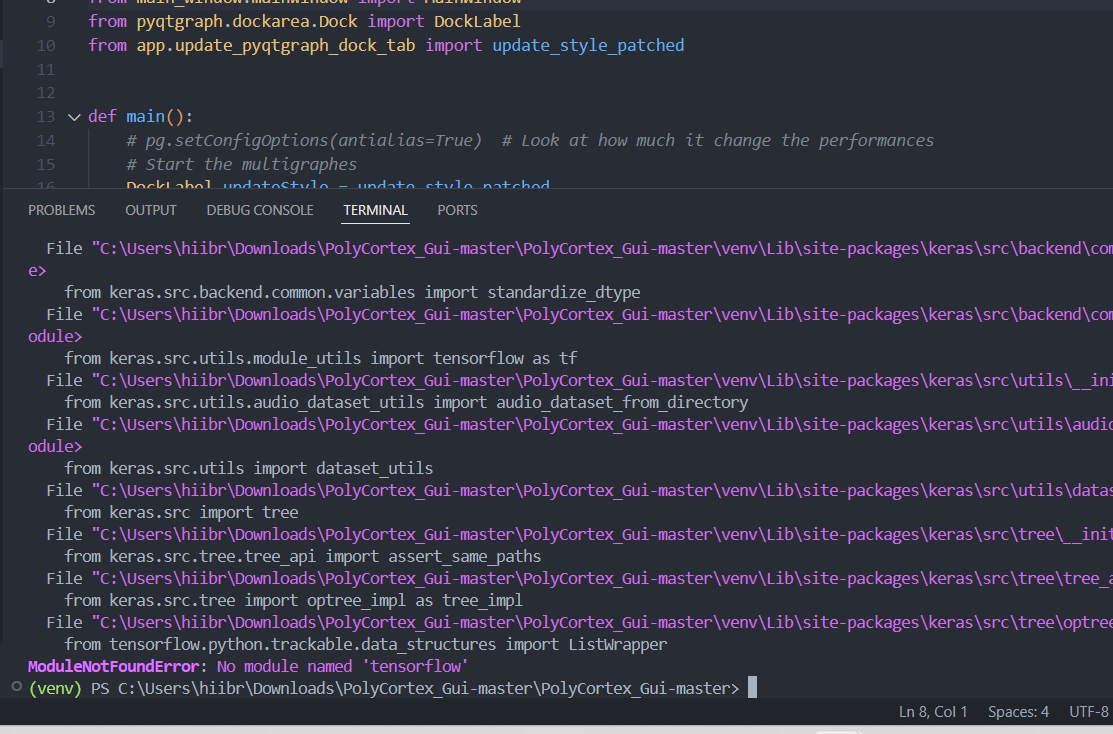 8 from main_window.MainWindow import MainWindow
9 from pyqtgraph.dockarea.Dock import DockLabel
10 from app.update_pyqtgraph_dock_tab import update_style_patched
11
12
13 def main():
14 # pg.setConfigOptions(antialias=True)  # Look at how much it change the performances
15 # Start the multigraphes
16 DockLabel.updateStyle = update_style_patched
PROBLEMS OUTPUT DEBUG CONSOLE TERMINAL PORTS
File "C:\Users\hiibr\Downloads\PolyCortex_Gui-master\PolyCortex_Gui-master\venv\Lib\site-packages\keras\src\backend\com
e>
from keras.src.backend.common.variables import standardize_dtype
File "C:\Users\hiibr\Downloads\PolyCortex_Gui-master\PolyCortex_Gui-master\venv\Lib\site-packages\keras\src\backend\com
odule>
from keras.src.utils.module_utils import tensorflow as tf
File "C:\Users\hiibr\Downloads\PolyCortex_Gui-master\PolyCortex_Gui-master\venv\Lib\site-packages\keras\src\utils\__ini
from keras.src.utils.audio_dataset_utils import audio_dataset_from_directory
File "C:\Users\hiibr\Downloads\PolyCortex_Gui-master\PolyCortex_Gui-master\venv\Lib\site-packages\keras\src\utils\audio
odule>
from keras.src.utils import dataset_utils
File "C:\Users\hiibr\Downloads\PolyCortex_Gui-master\PolyCortex_Gui-master\venv\Lib\site-packages\keras\src\utils\datas
from keras.src import tree
File "C:\Users\hiibr\Downloads\PolyCortex_Gui-master\PolyCortex_Gui-master\venv\Lib\site-packages\keras\src\tree\__init
from keras.src.tree.tree_api import assert_same_paths
File "C:\Users\hiibr\Downloads\PolyCortex_Gui-master\PolyCortex_Gui-master\venv\Lib\site-packages\keras\src\tree\tree_a
from keras.src.tree import optree_impl as tree_impl
File "C:\Users\hiibr\Downloads\PolyCortex_Gui-master\PolyCortex_Gui-master\venv\Lib\site-packages\keras\src\tree\optree
from tensorflow.python.trackable.data_structures import ListWrapper
ModuleNotFoundError: No module named 'tensorflow'
(venv) PS C:\Users\hiibr\Downloads\PolyCortex_Gui-master\PolyCortex_Gui-master>
Ln 8, Col 1 Spaces: 4 UTF-8